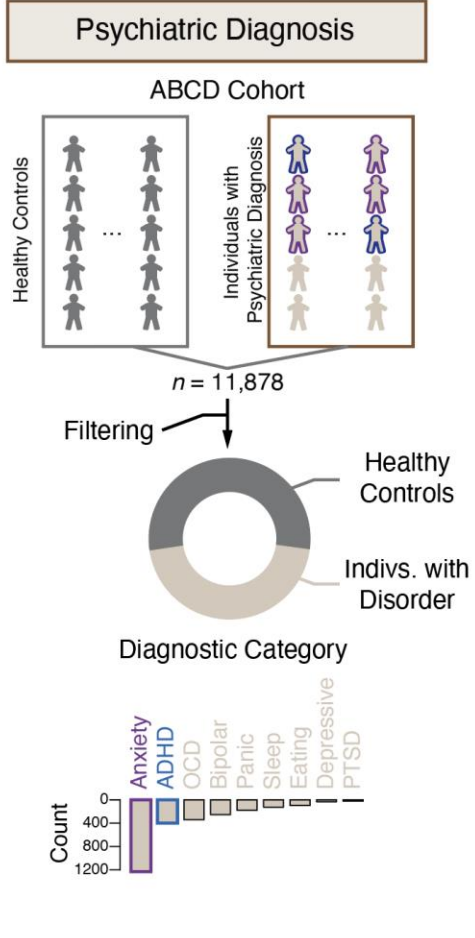 Psychiatric Diagnosis
ABCD Cohort
Healthy Controls
Individuals with
Psychiatric Diagnosis
...
...
n = 11,878
Filtering
Healthy
Controls
Indivs. with
Disorder
Diagnostic Category
Anxiety
ADHD
OCD
Bipolar
Panic
Sleep
Eating
Depressive
PTSD
Count
0
400
800
1200